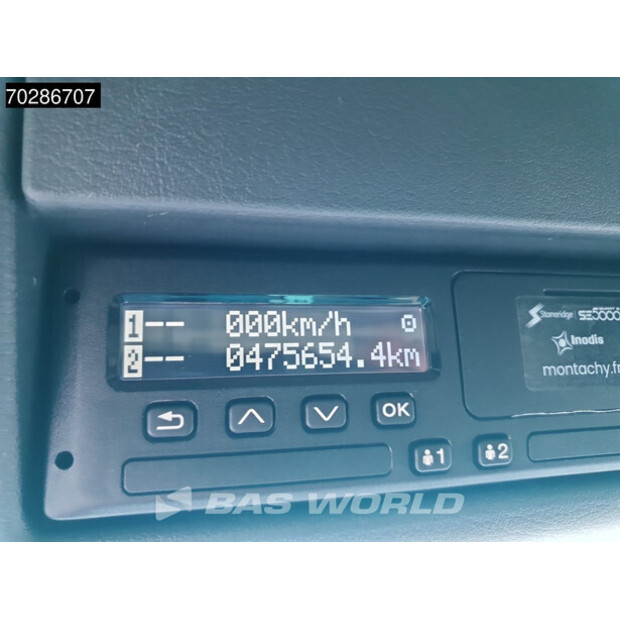 70286707
1 -- 000km/h
2 -- 0475654.4km
OK
1
2
Stoneridge
SE5000
Inodis
montachy.fr
BAS WORLD